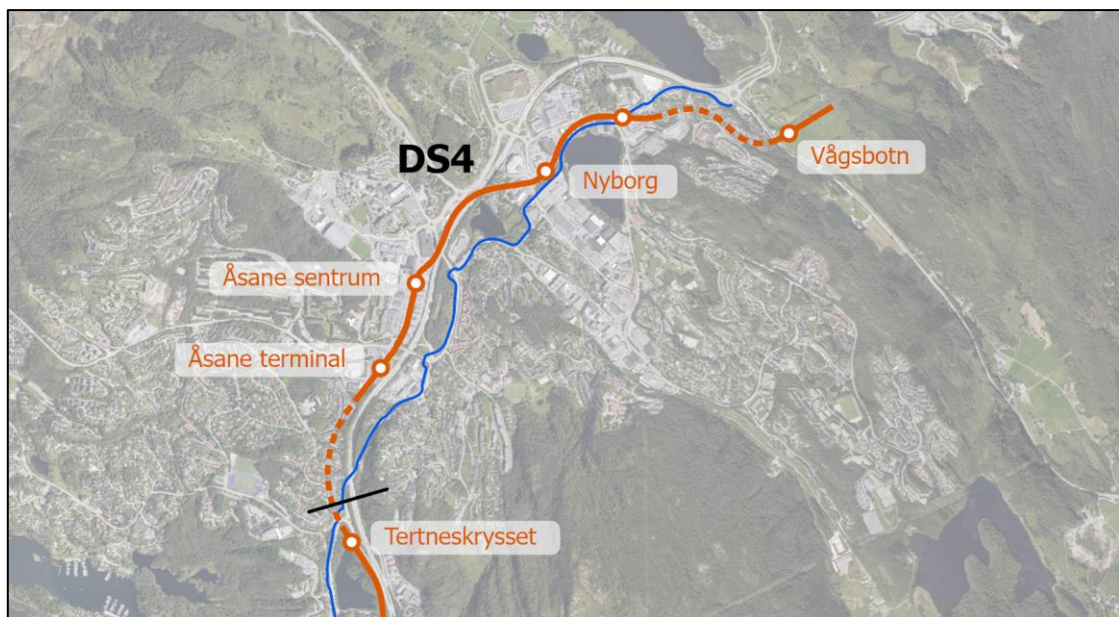 DS4
Vågsbotn
Nyborg
Åsane sentrum
Åsane terminal
Tertneskrysset